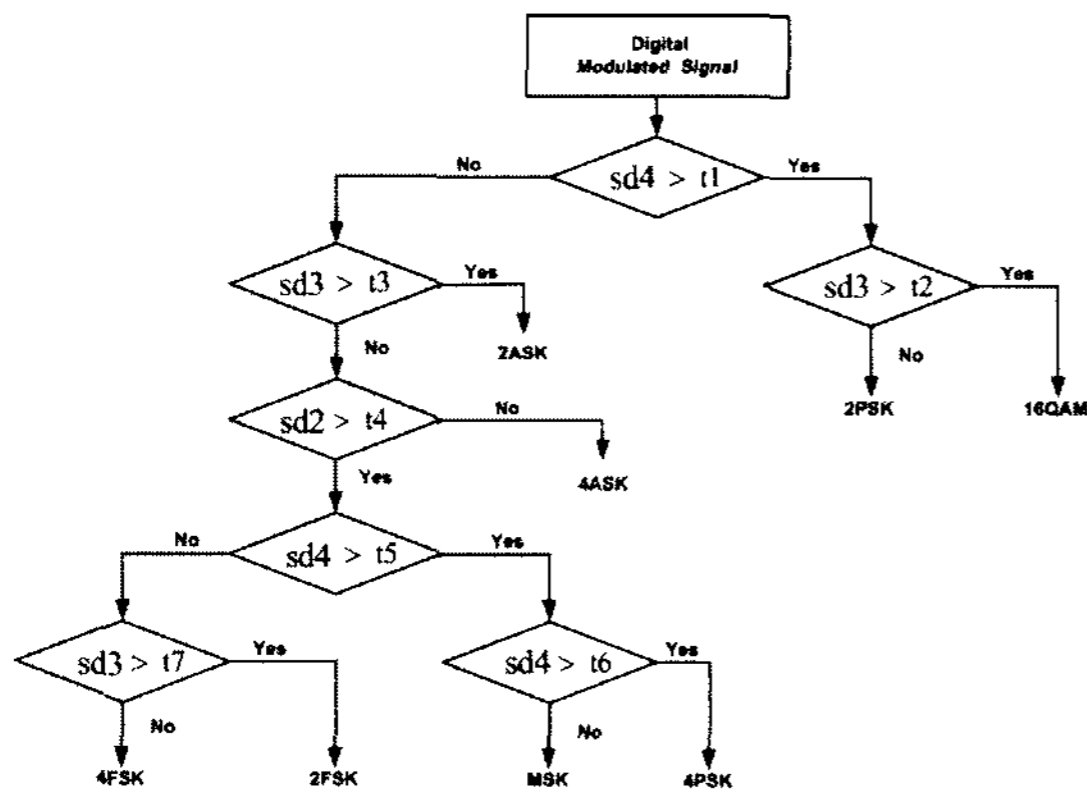 Digital
Modulated Signal
No
sd4 > t1
Yes
sd3 > t3
Yes
sd3 > t2
Yes
No
2ASK
No
2PSK
16QAM
sd2 > t4
No
Yes
4ASK
No
sd4 > t5
Yes
sd3 > t7
Yes
sd4 > t6
Yes
No
No
4FSK
2FSK
MSK
4PSK